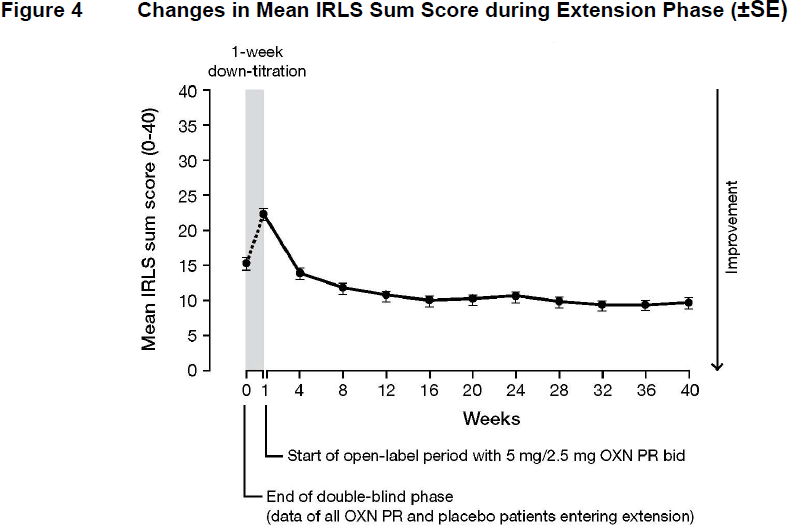 Figure 4 Changes in Mean IRLS Sum Score during Extension Phase (±SE)
1-week
down-titration
Mean IRLS sum score (0-40)
40
35
30
25
20
15
10
5
0
Improvement
0 1 4 8 12 16 20 24 28 32 36 40
Weeks
Start of open-label period with 5 mg/2.5 mg OXN PR bid
End of double-blind phase
(data of all OXN PR and placebo patients entering extension)